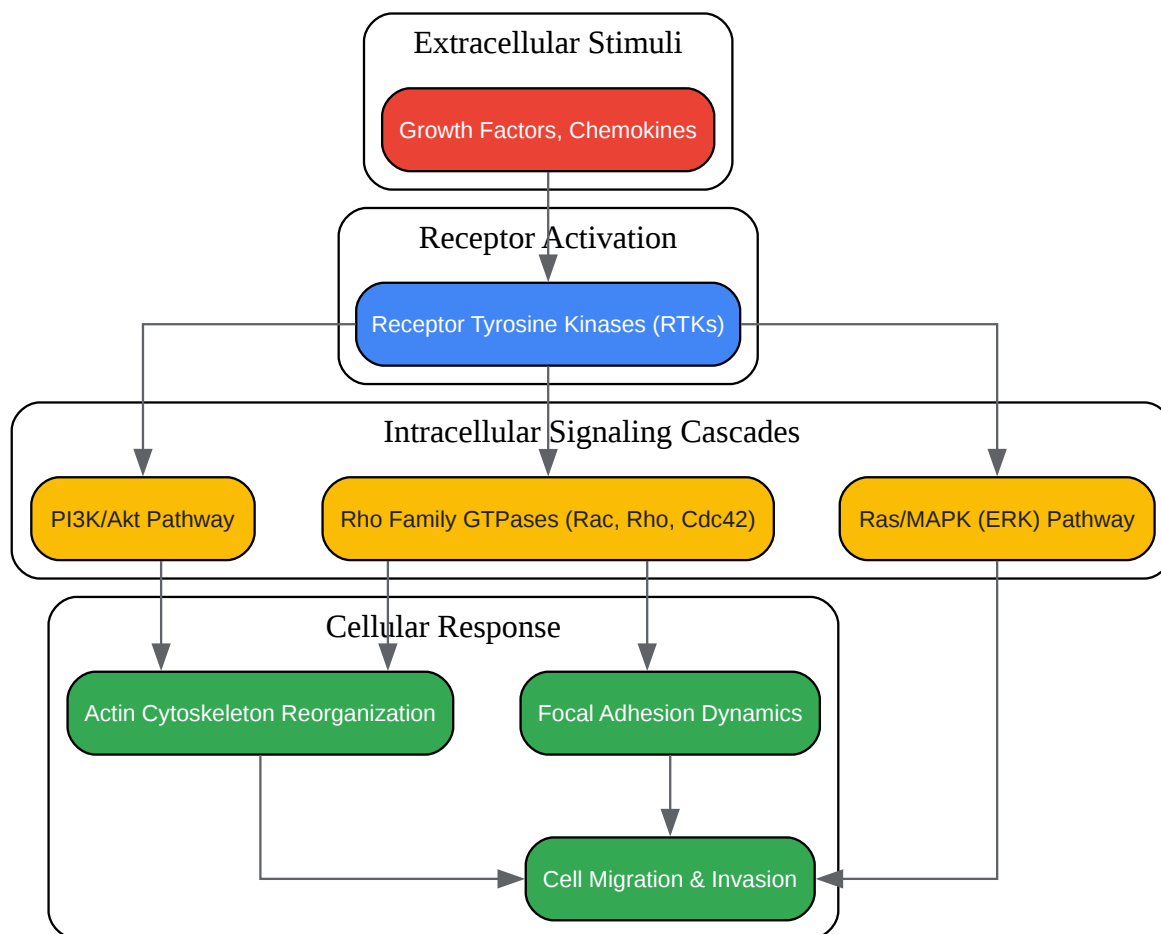 Extracellular Stimuli
Growth Factors, Chemokines
Receptor Activation
Receptor Tyrosine Kinases (RTKs)
Intracellular Signaling Cascades
PI3K/Akt Pathway
Rho Family GTPases (Rac, Rho, Cdc42)
Ras/MAPK (ERK) Pathway
Cellular Response
Actin Cytoskeleton Reorganization
Focal Adhesion Dynamics
Cell Migration & Invasion